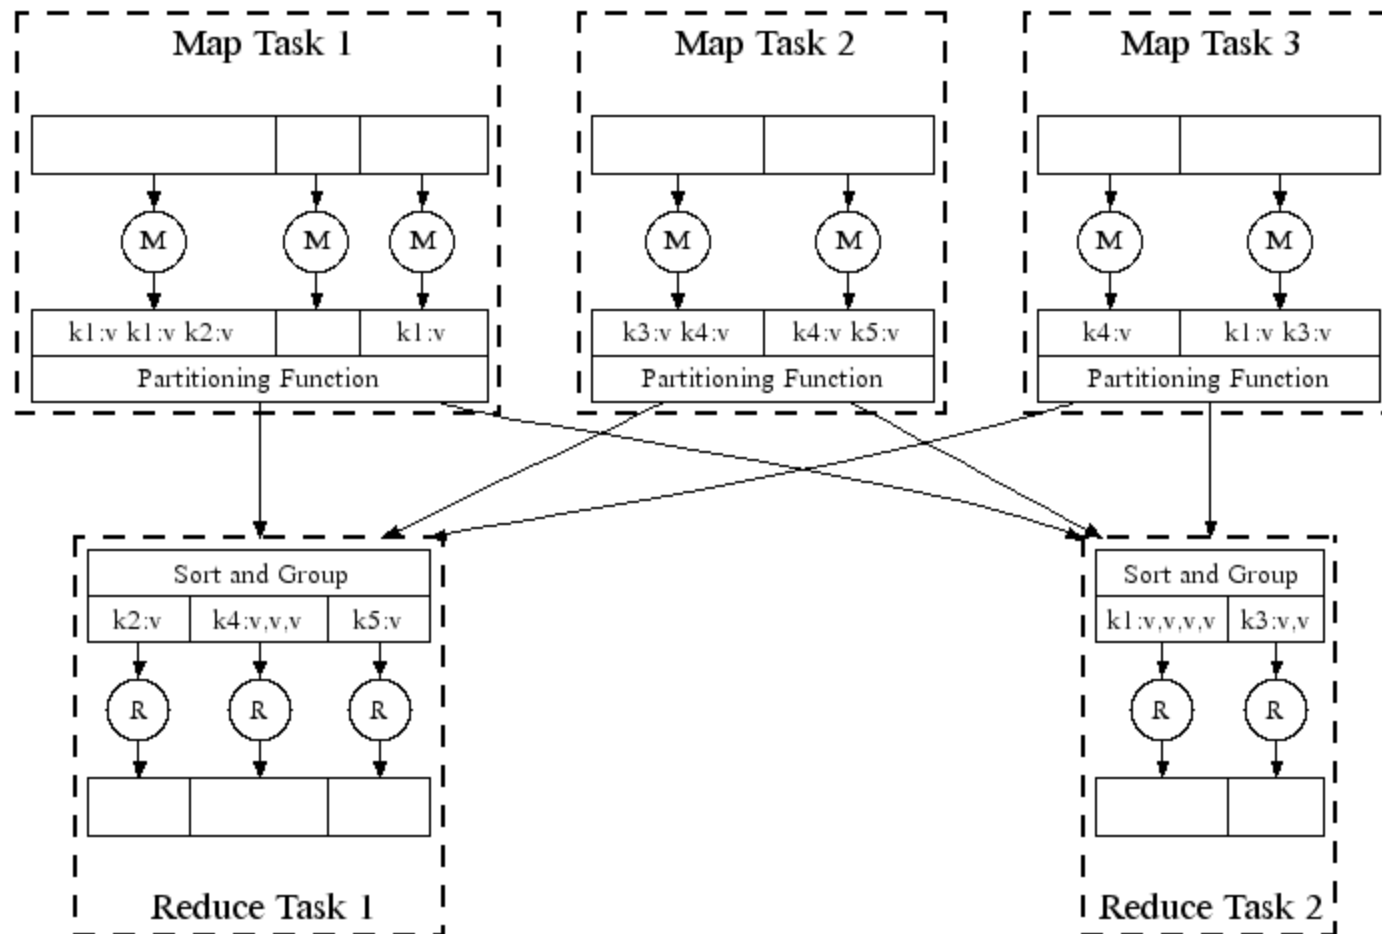 Map Task 1
Map Task 2
Map Task 3
M
M
M
M
M
M
M
k1:v k1:v k2:v
k1:v
k3:v k4:v
k4:v k5:v
k4:v
k1:v k3:v
Partitioning Function
Partitioning Function
Partitioning Function
Sort and Group
Sort and Group
k2:v
k4:v,v,v
k5:v
k1:v,v,v,v
k3:v,v
R
R
R
R
R
Reduce Task 1
Reduce Task 2